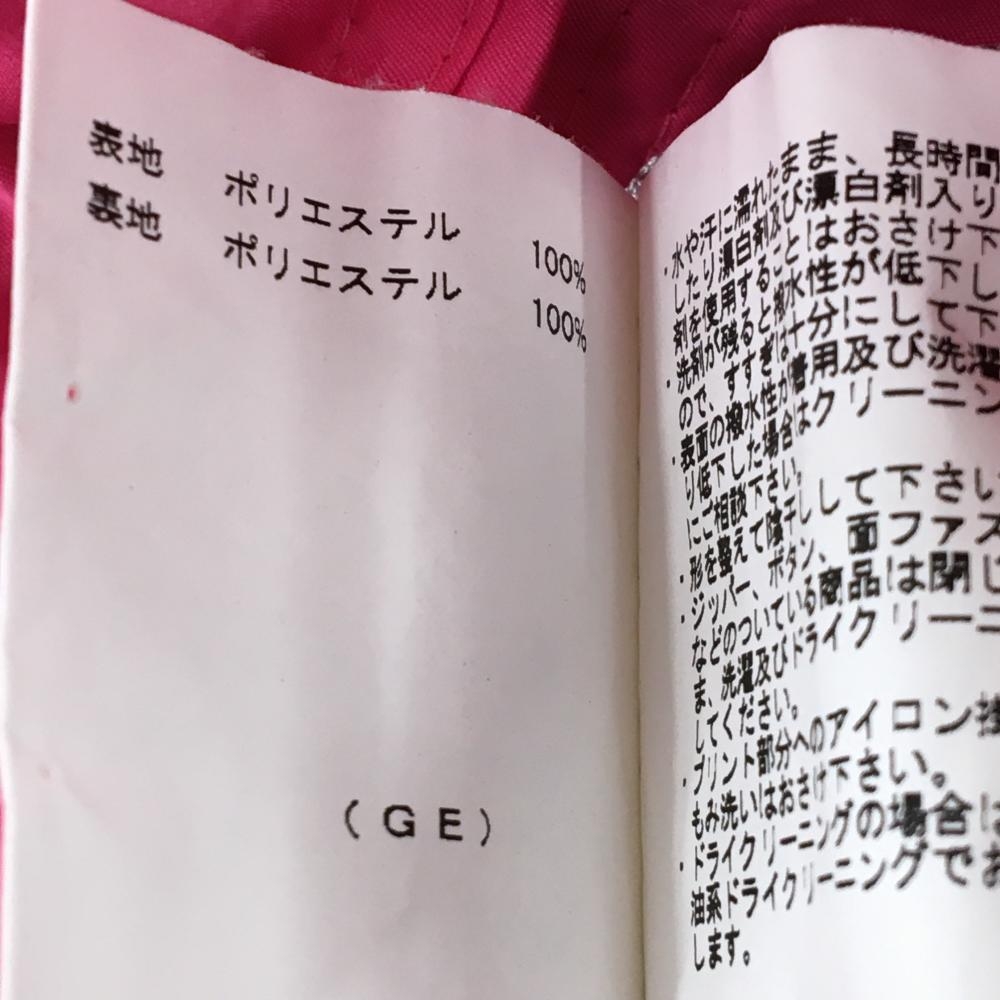 表地 ポリエステル 100%
裏地 ポリエステル 100%
(GE)
・水や汗に濡れたまま、長時間
したり漂白剤及び漂白剤入り
剤を使用することはおさけ下
・洗剤が残ると撥水性が低下し
ので、すすぎは十分にして下
・表面の撥水性が着用及び洗濯
り低下した場合はクリーニン
にご相談下さい。
・形を整えて陰干しして下さい
・ジッパー、ボタン、面ファス
などのついている商品は閉じ
ま、洗濯及びドライクリーニ
してください。
・プリント部分へのアイロン掛
もみ洗いはおさけ下さい。
・ドライクリーニングの場合は
油系ドライクリーニングでお
します。